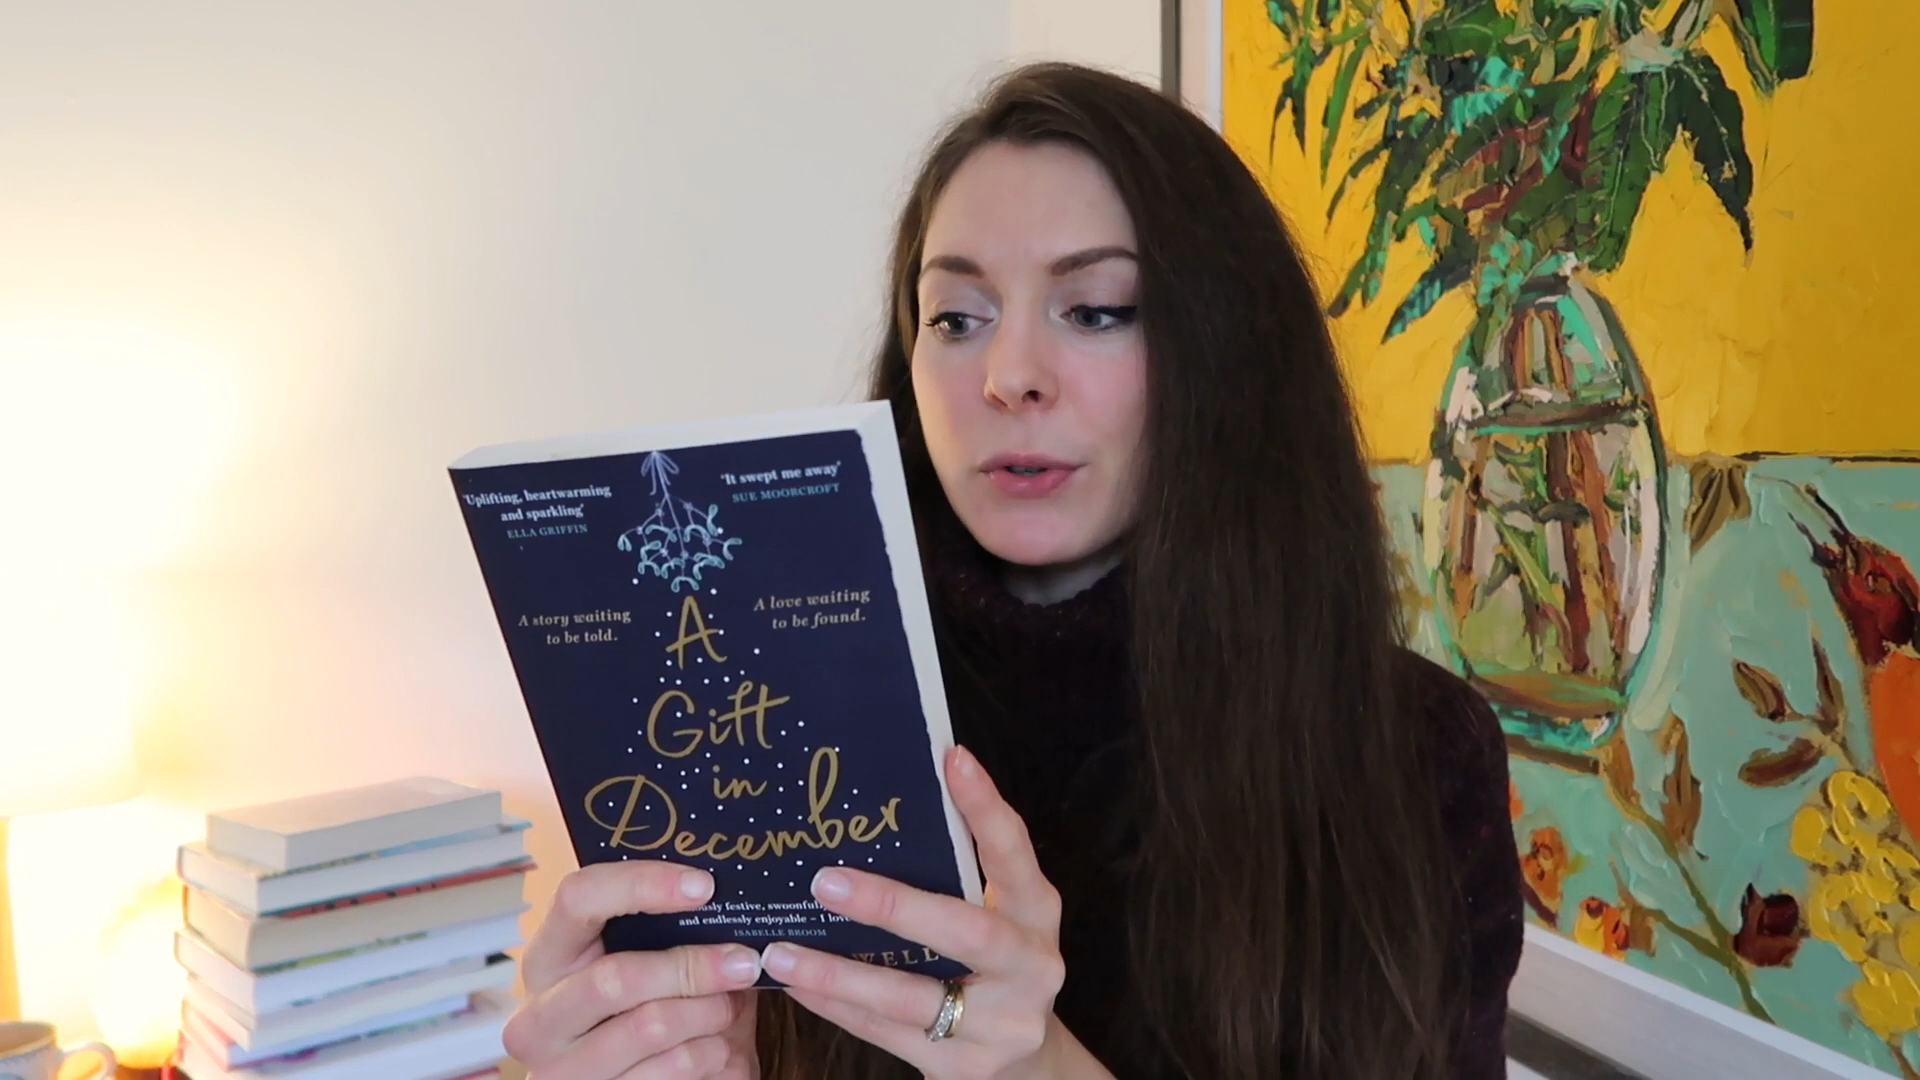 'Uplifting, heartwarming
and sparkling'
ELLA GRIFFIN
'It swept me away'
SUE MOORCROFT
A story waiting
to be told.
A love waiting
to be found.
A
Gift
in
December
festive,
and endlessly enjoyable – I
ISABELLE BROOM